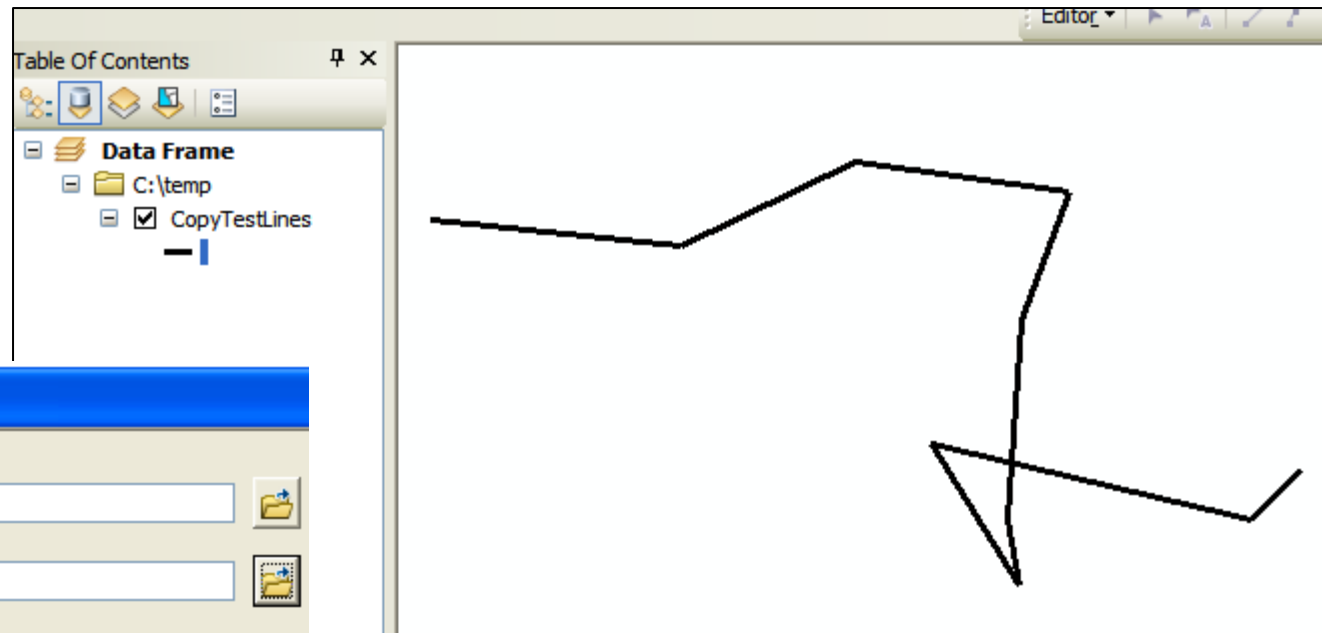 Editor
Table Of Contents
Data Frame
C:\temp
CopyTestLines